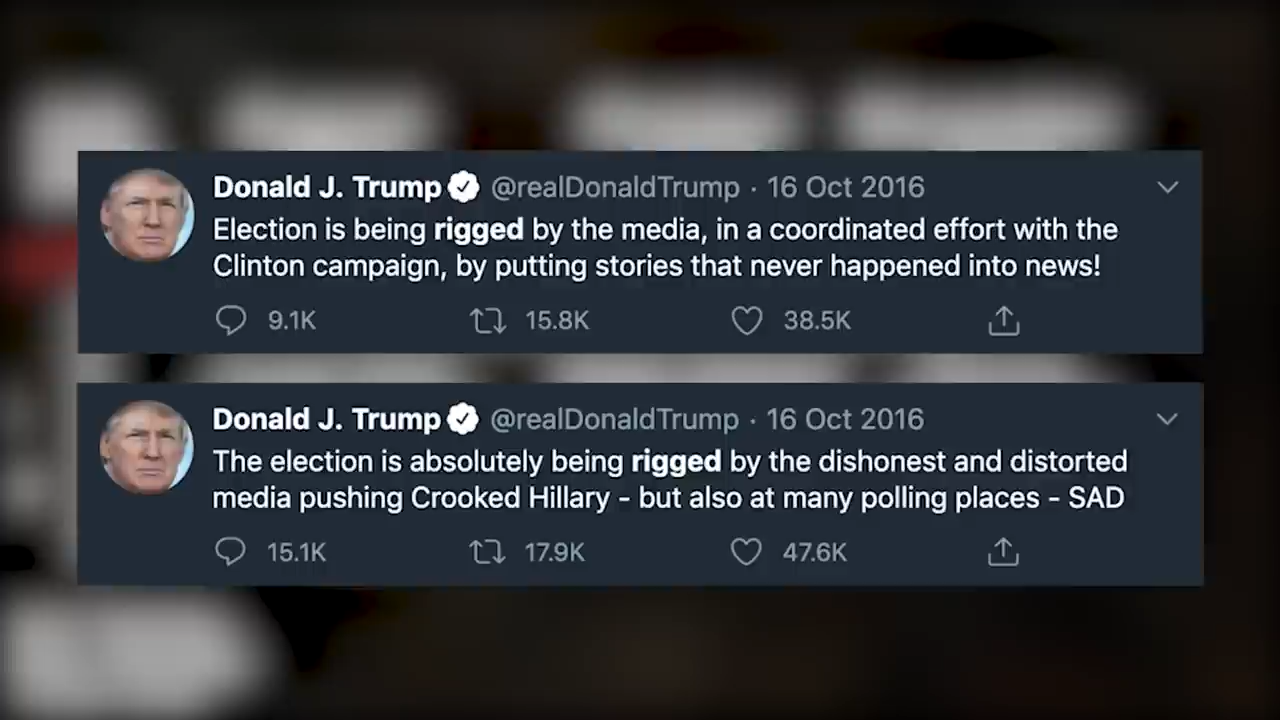 Donald J. Trump @realDonaldTrump · 16 Oct 2016
Election is being rigged by the media, in a coordinated effort with the
Clinton campaign, by putting stories that never happened into news!
9.1K 15.8K 38.5K
Donald J. Trump @realDonaldTrump · 16 Oct 2016
The election is absolutely being rigged by the dishonest and distorted
media pushing Crooked Hillary - but also at many polling places - SAD
15.1K 17.9K 47.6K